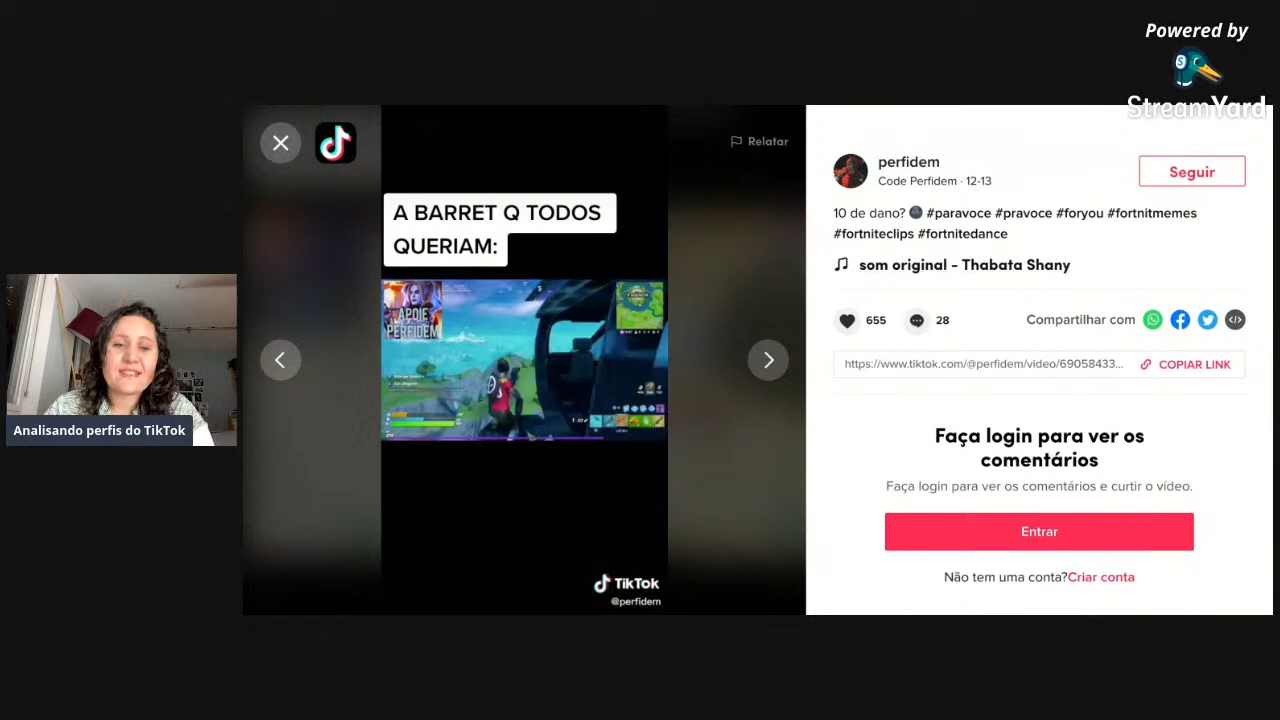 Powered by
StreamYard
Relatar
A BARRET Q TODOS
QUERIAM:
APOIE
PERFIDEM
TikTok
@perfidem
Analisando perfis do TikTok
perfidem
Code Perfidem · 12-13
Seguir
10 de dano? 🌚 #paravoce #pravoce #foryou #fortnitmemes
#fortniteclips #fortnitedance
som original - Thabata Shany
655
28
Compartilhar com
https://www.tiktok.com/@perfidem/video/69058433...
COPIAR LINK
Faça login para ver os
comentários
Faça login para ver os comentários e curtir o vídeo.
Entrar
Não tem uma conta?Criar conta